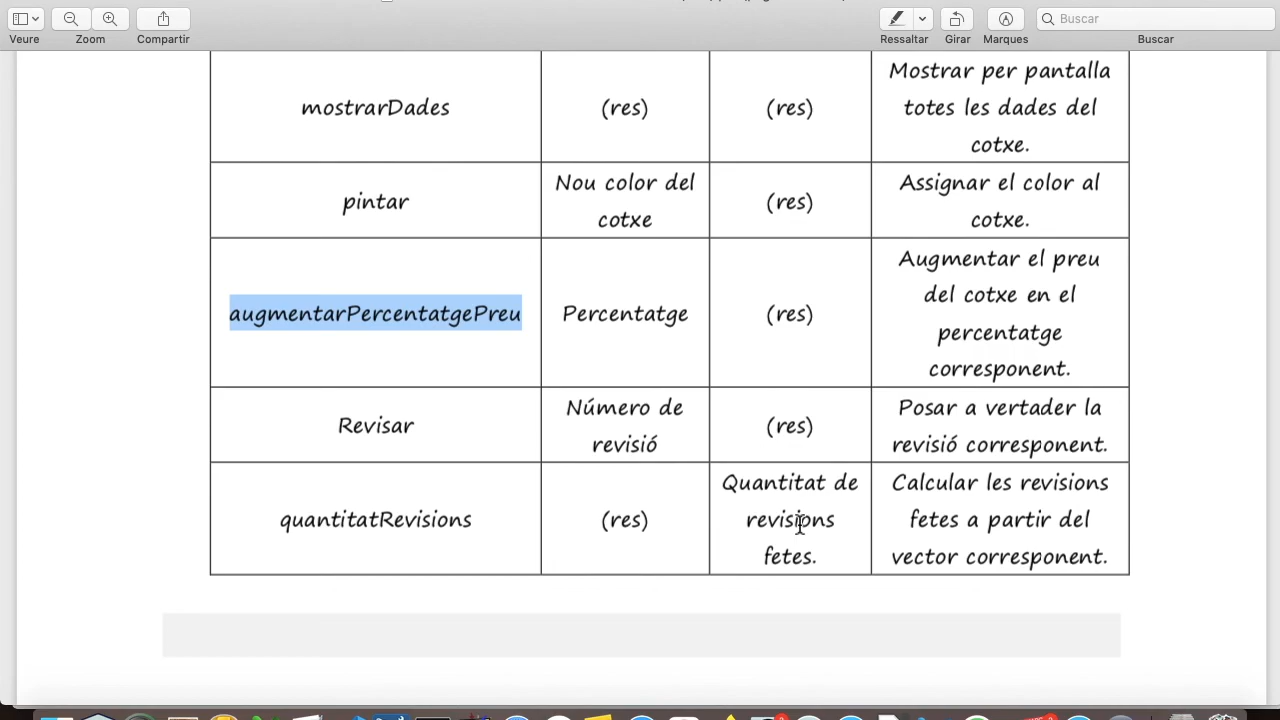 Veure
Zoom
Compartir
Ressaltar
Girar
Marques
Buscar
Buscar
mostrarDades
(res)
(res)
Mostrar per pantalla
totes les dades del
cotxe.
pintar
Nou color del
cotxe
(res)
Assignar el color al
cotxe.
augmentarPercentatgePreu
Percentatge
(res)
Augmentar el preu
del cotxe en el
percentatge
corresponent.
Revisar
Número de
revisió
(res)
Posar a vertader la
revisió corresponent.
quantitatRevisions
(res)
Quantitat de
revisions
fetes.
Calcular les revisions
fetes a partir del
vector corresponent.